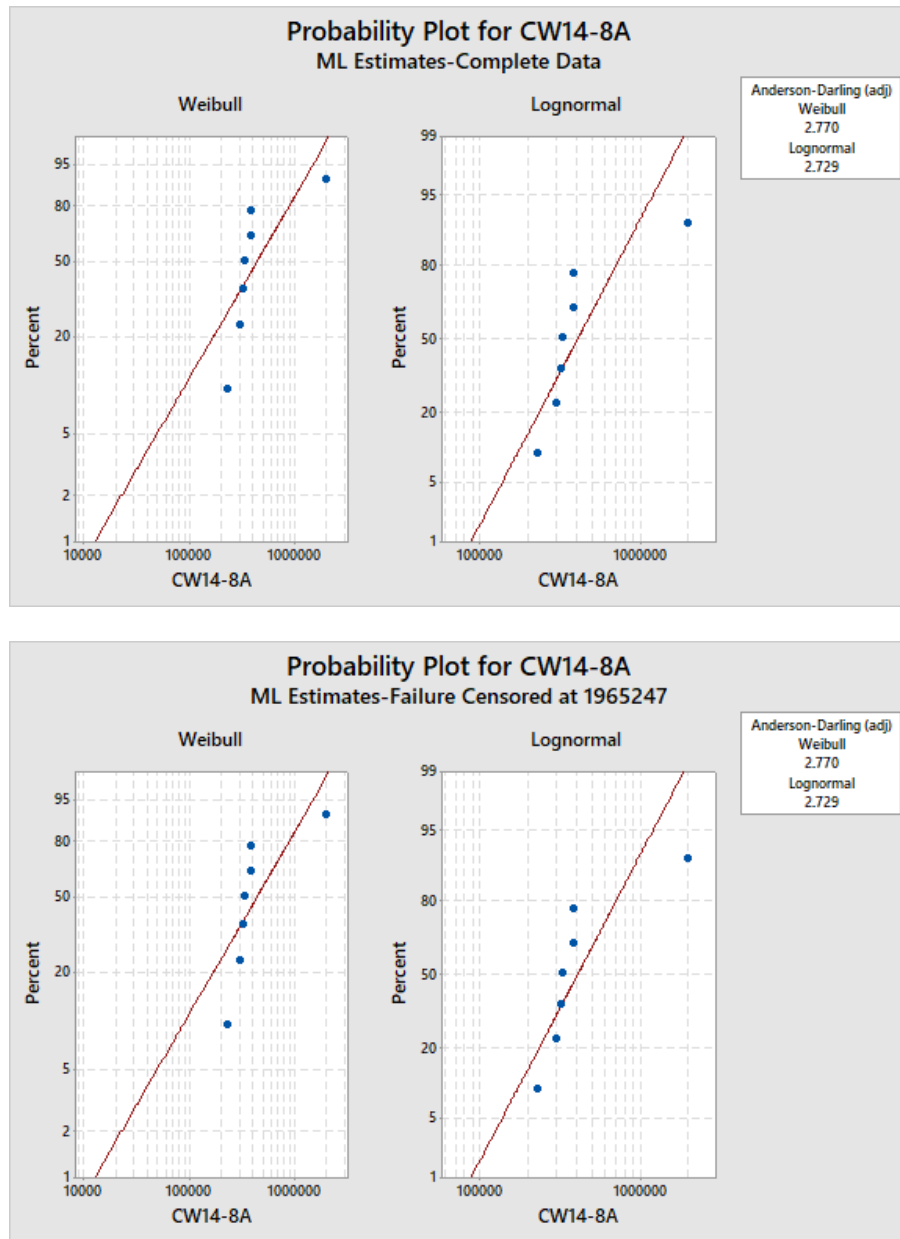 Probability Plot for CW14-8A
ML Estimates-Complete Data
Anderson-Darling (adj)
Weibull
2.770
Lognormal
2.729
Weibull
Lognormal
Percent
95
80
50
20
5
2
1
10000
100000
1000000
CW14-8A
Percent
99
95
80
50
20
5
1
100000
1000000
CW14-8A
Probability Plot for CW14-8A
ML Estimates-Failure Censored at 1965247
Anderson-Darling (adj)
Weibull
2.770
Lognormal
2.729
Weibull
Lognormal
Percent
95
80
50
20
5
2
1
10000
100000
1000000
CW14-8A
Percent
99
95
80
50
20
5
1
100000
1000000
CW14-8A